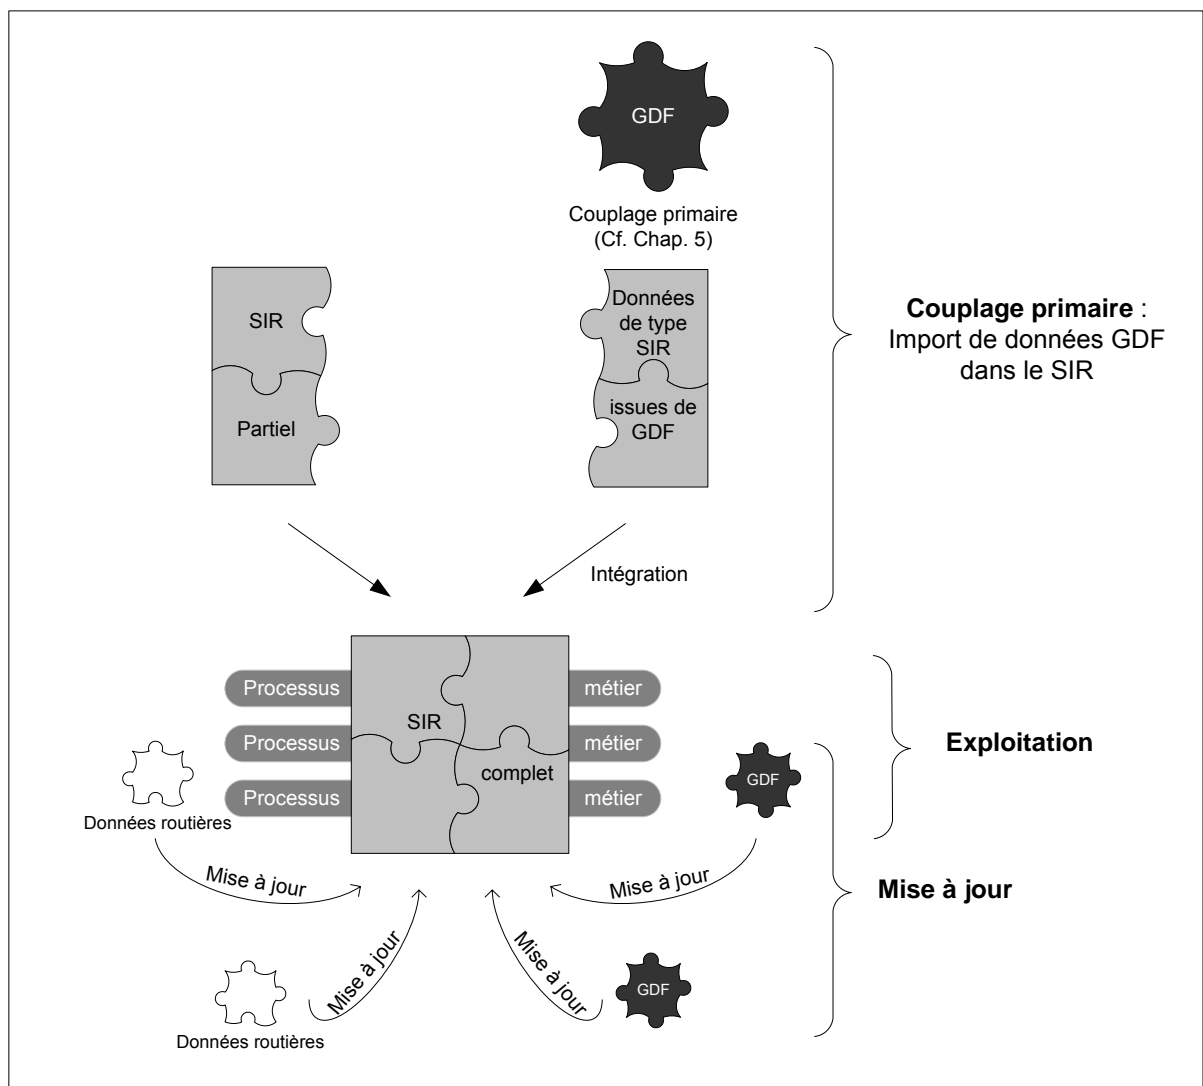 GDF
Couplage primaire
(Cf. Chap. 5)
SIR
Partiel
Données
de type
SIR
issues de
GDF
Couplage primaire :
Import de données GDF
dans le SIR
Intégration
Processus
métier
SIR
Processus
métier
complet
Processus
métier
Exploitation
GDF
Données routières
Mise à jour
Mise à jour
Mise à jour
Mise à jour
Mise à jour
GDF
Données routières